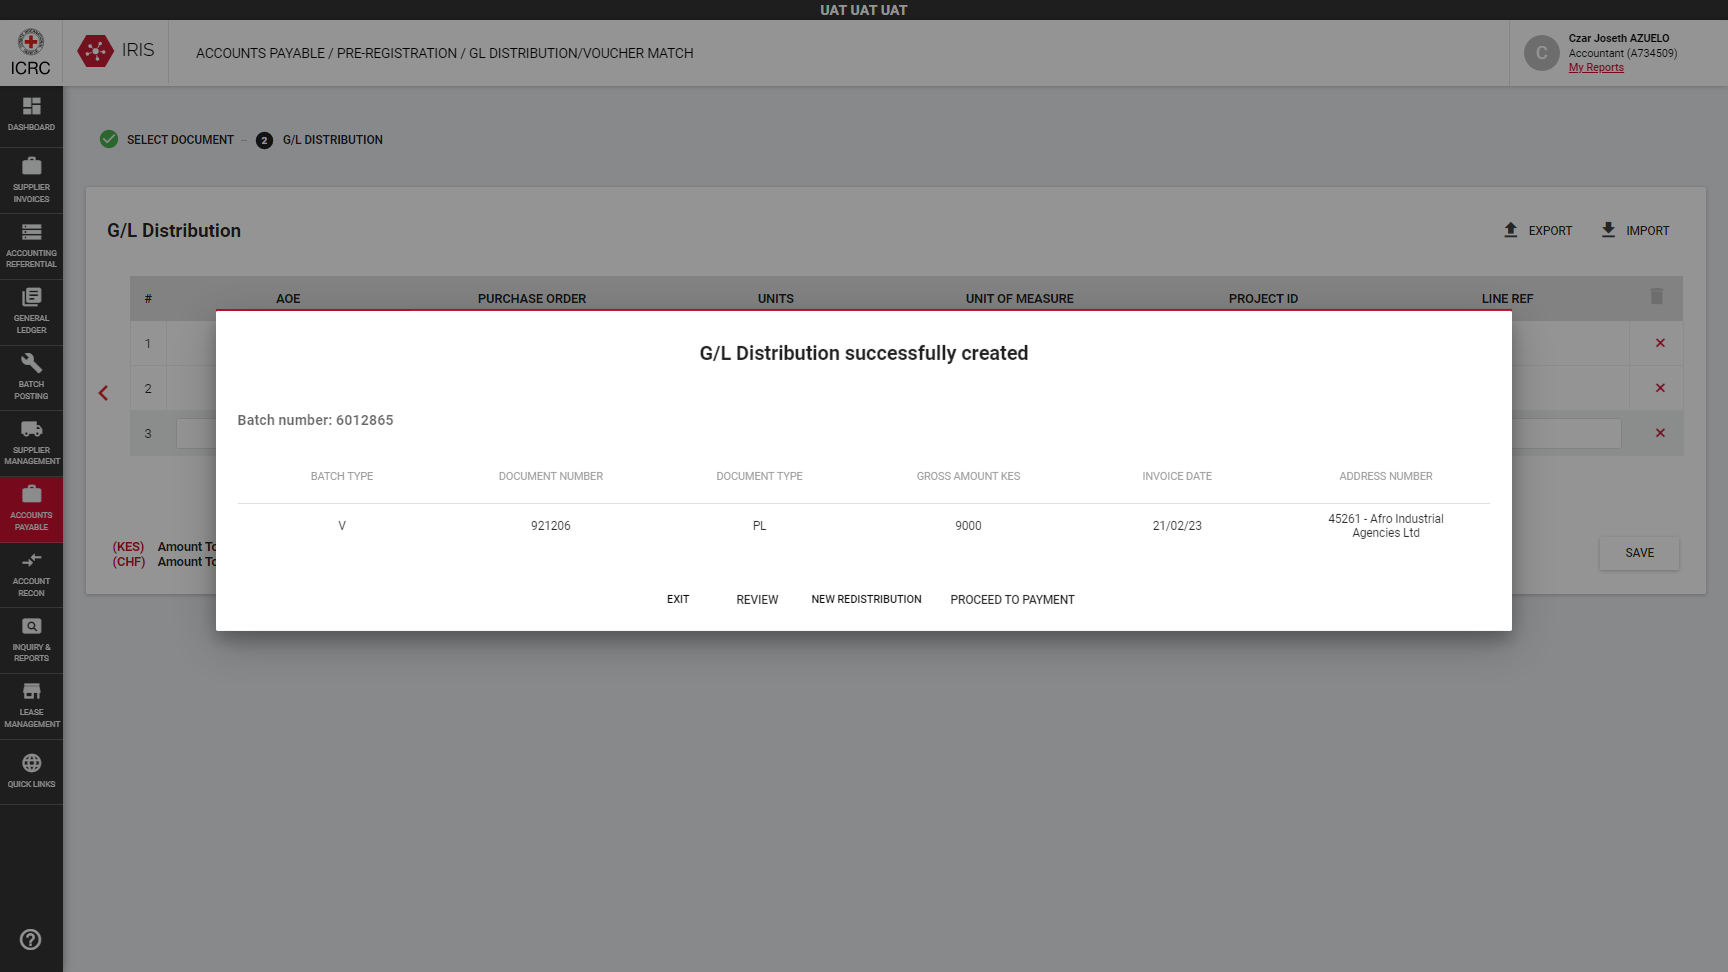 UAT UAT UAT
ICRC
IRIS
ACCOUNTS PAYABLE / PRE-REGISTRATION / GL DISTRIBUTION/VOUCHER MATCH
C
Czar Joseth AZUELO
Accountant (A734509)
My Reports
DASHBOARD
SUPPLIER
INVOICES
ACCOUNTING
REFERENTIAL
GENERAL
LEDGER
BATCH
POSTING
SUPPLIER
MANAGEMENT
ACCOUNTS
PAYABLE
ACCOUNT
RECON
INQUIRY &
REPORTS
LEASE
MANAGEMENT
QUICK LINKS
SELECT DOCUMENT
2 G/L DISTRIBUTION
G/L Distribution
EXPORT IMPORT
# AOE PURCHASE ORDER UNITS UNIT OF MEASURE PROJECT ID LINE REF
1
2
3
(KES) Amount To
(CHF) Amount To
SAVE
G/L Distribution successfully created
Batch number: 6012865
BATCH TYPE DOCUMENT NUMBER DOCUMENT TYPE GROSS AMOUNT KES INVOICE DATE ADDRESS NUMBER
V 921206 PL 9000 21/02/23 45261 - Afro Industrial
Agencies Ltd
EXIT REVIEW NEW REDISTRIBUTION PROCEED TO PAYMENT